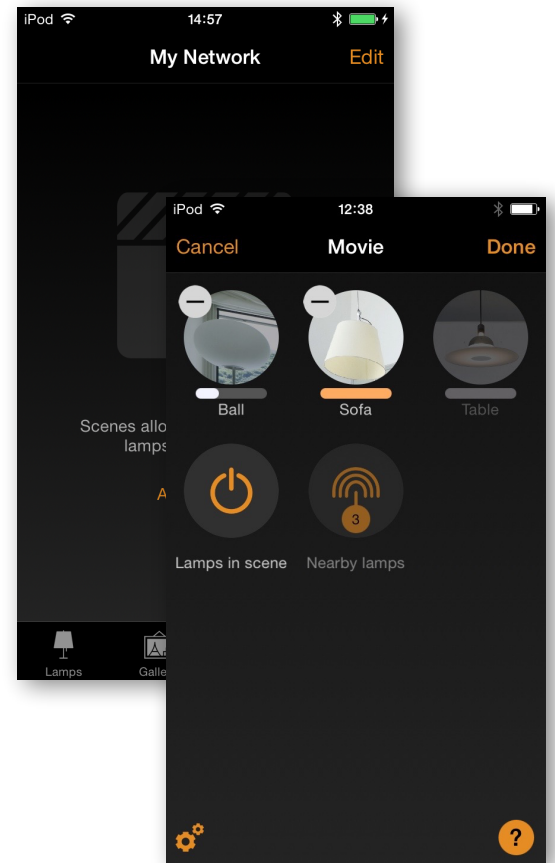 iPod 14:57
My Network Edit
Scenes allo
lamps
iPod 12:38
Cancel Movie Done
Ball Sofa Table
3
Lamps in scene Nearby lamps
Lamps
?